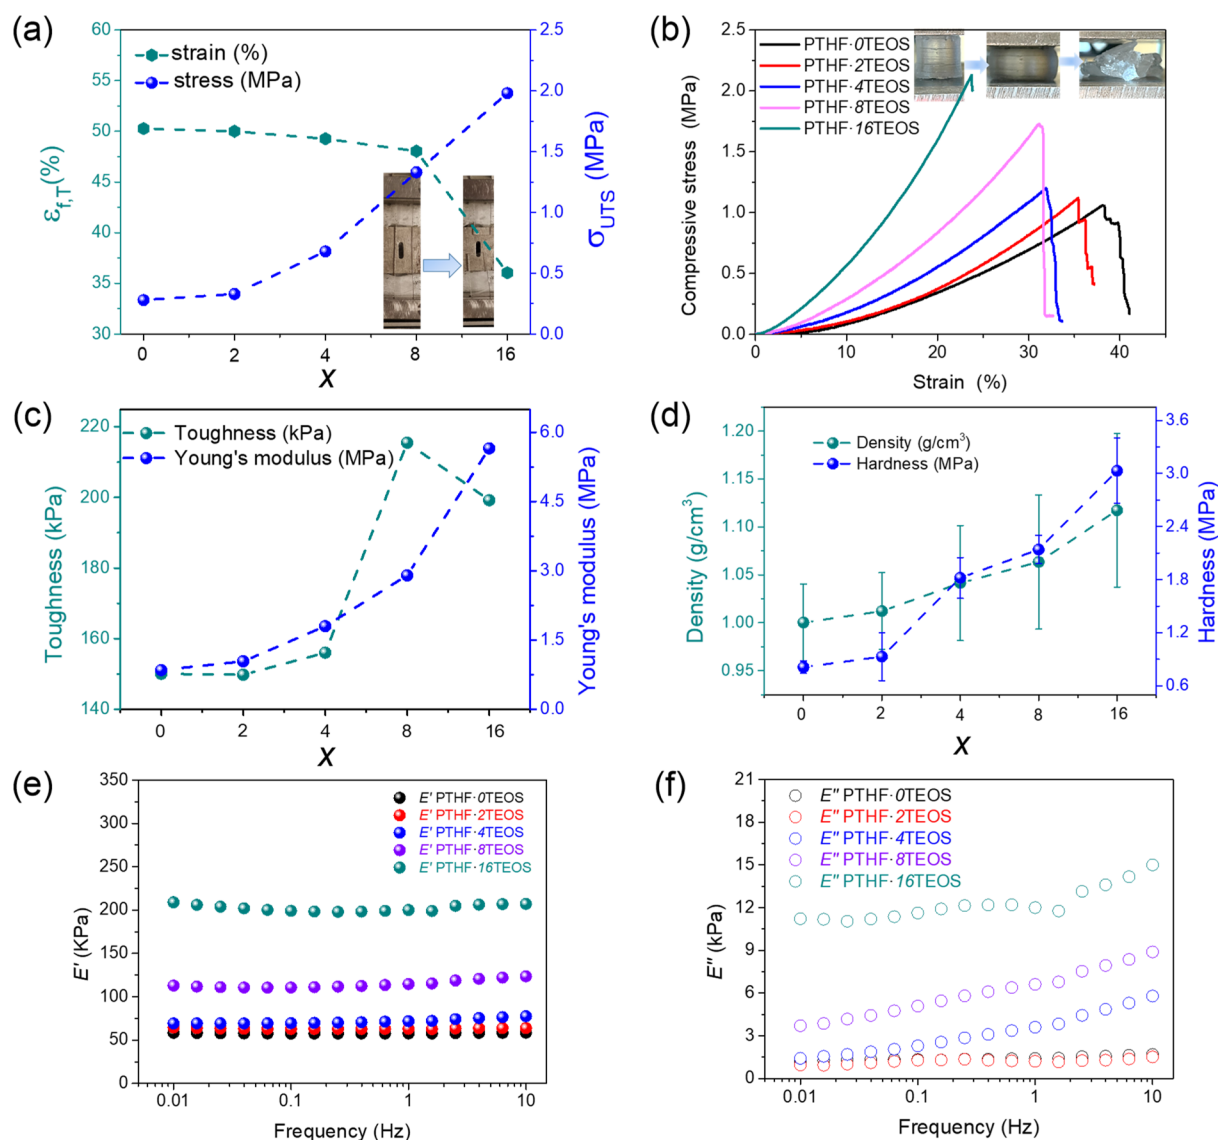 (a)
60
55
50
45
40
35
30
ε_f,T(%)
strain (%)
stress (MPa)
2.5
2.0
1.5
1.0
0.5
0.0
σ_UTS (MPa)
0 2 4 8 16
X
(b)
2.5
2.0
1.5
1.0
0.5
0.0
Compressive stress (MPa)
PTHF·0TEOS
PTHF·2TEOS
PTHF·4TEOS
PTHF·8TEOS
PTHF·16TEOS
0 10 20 30 40
Strain (%)
(c)
220
200
180
160
140
Toughness (kPa)
Toughness (kPa)
Young's modulus (MPa)
6.0
4.5
3.0
1.5
0.0
Young's modulus (MPa)
0 2 4 8 16
X
(d)
1.20
1.15
1.10
1.05
1.00
0.95
Density (g/cm³)
Density (g/cm³)
Hardness (MPa)
3.6
3.0
2.4
1.8
1.2
0.6
Hardness (MPa)
0 2 4 8 16
X
(e)
350
300
250
200
150
100
50
0
E' (KPa)
E' PTHF·0TEOS
E' PTHF·2TEOS
E' PTHF·4TEOS
E' PTHF·8TEOS
E' PTHF·16TEOS
0.01 0.1 1 10
Frequency (Hz)
(f)
21
18
15
12
9
6
3
0
E'' (kPa)
E'' PTHF·0TEOS
E'' PTHF·2TEOS
E'' PTHF·4TEOS
E'' PTHF·8TEOS
E'' PTHF·16TEOS
0.01 0.1 1 10
Frequency (Hz)